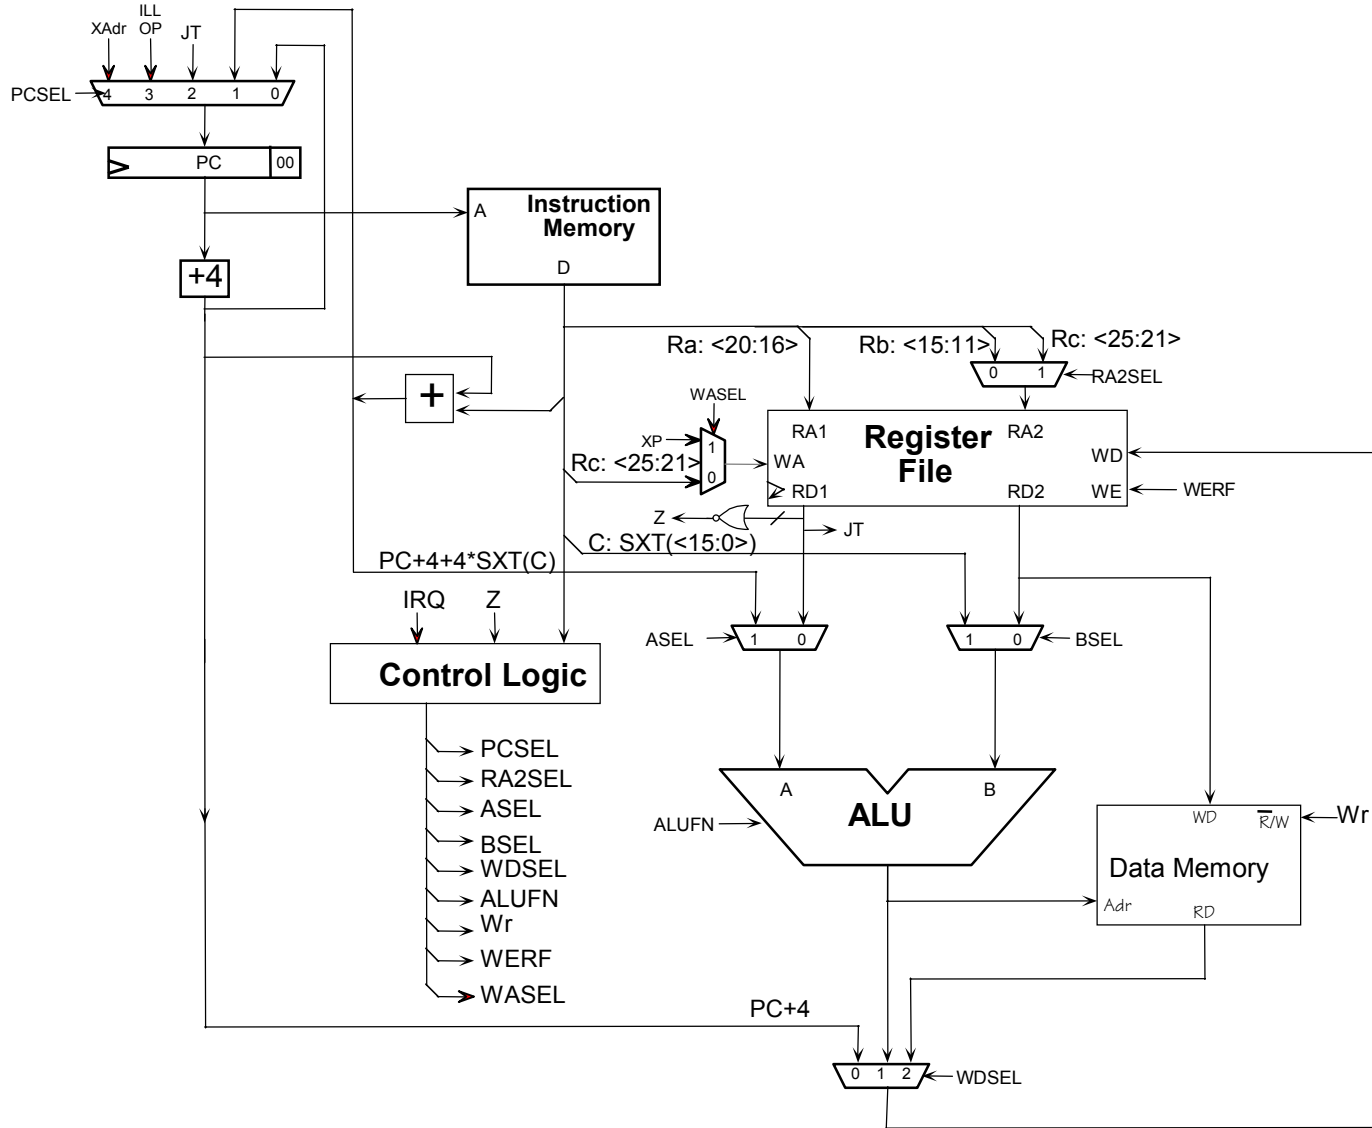 ILL
XAdr OP JT
PCSEL 4 3 2 1 0
PC 00
A Instruction
Memory
D
+4
Ra: <20:16> Rb: <15:11> Rc: <25:21>
0 1
RA2SEL
+
WASEL
XP 1
Rc: <25:21> 0
RA1 Register RA2
File
WA WD
RD1 RD2 WE WERF
Z JT
C: SXT(<15:0>)
PC+4+4*SXT(C)
IRQ Z
ASEL 1 0 1 0 BSEL
Control Logic
PCSEL
RA2SEL
ASEL
BSEL
WDSEL
ALUFN
Wr
WERF
WASEL
A B
ALUFN ALU
WD R/W Wr
Data Memory
Adr RD
PC+4
0 1 2 WDSEL